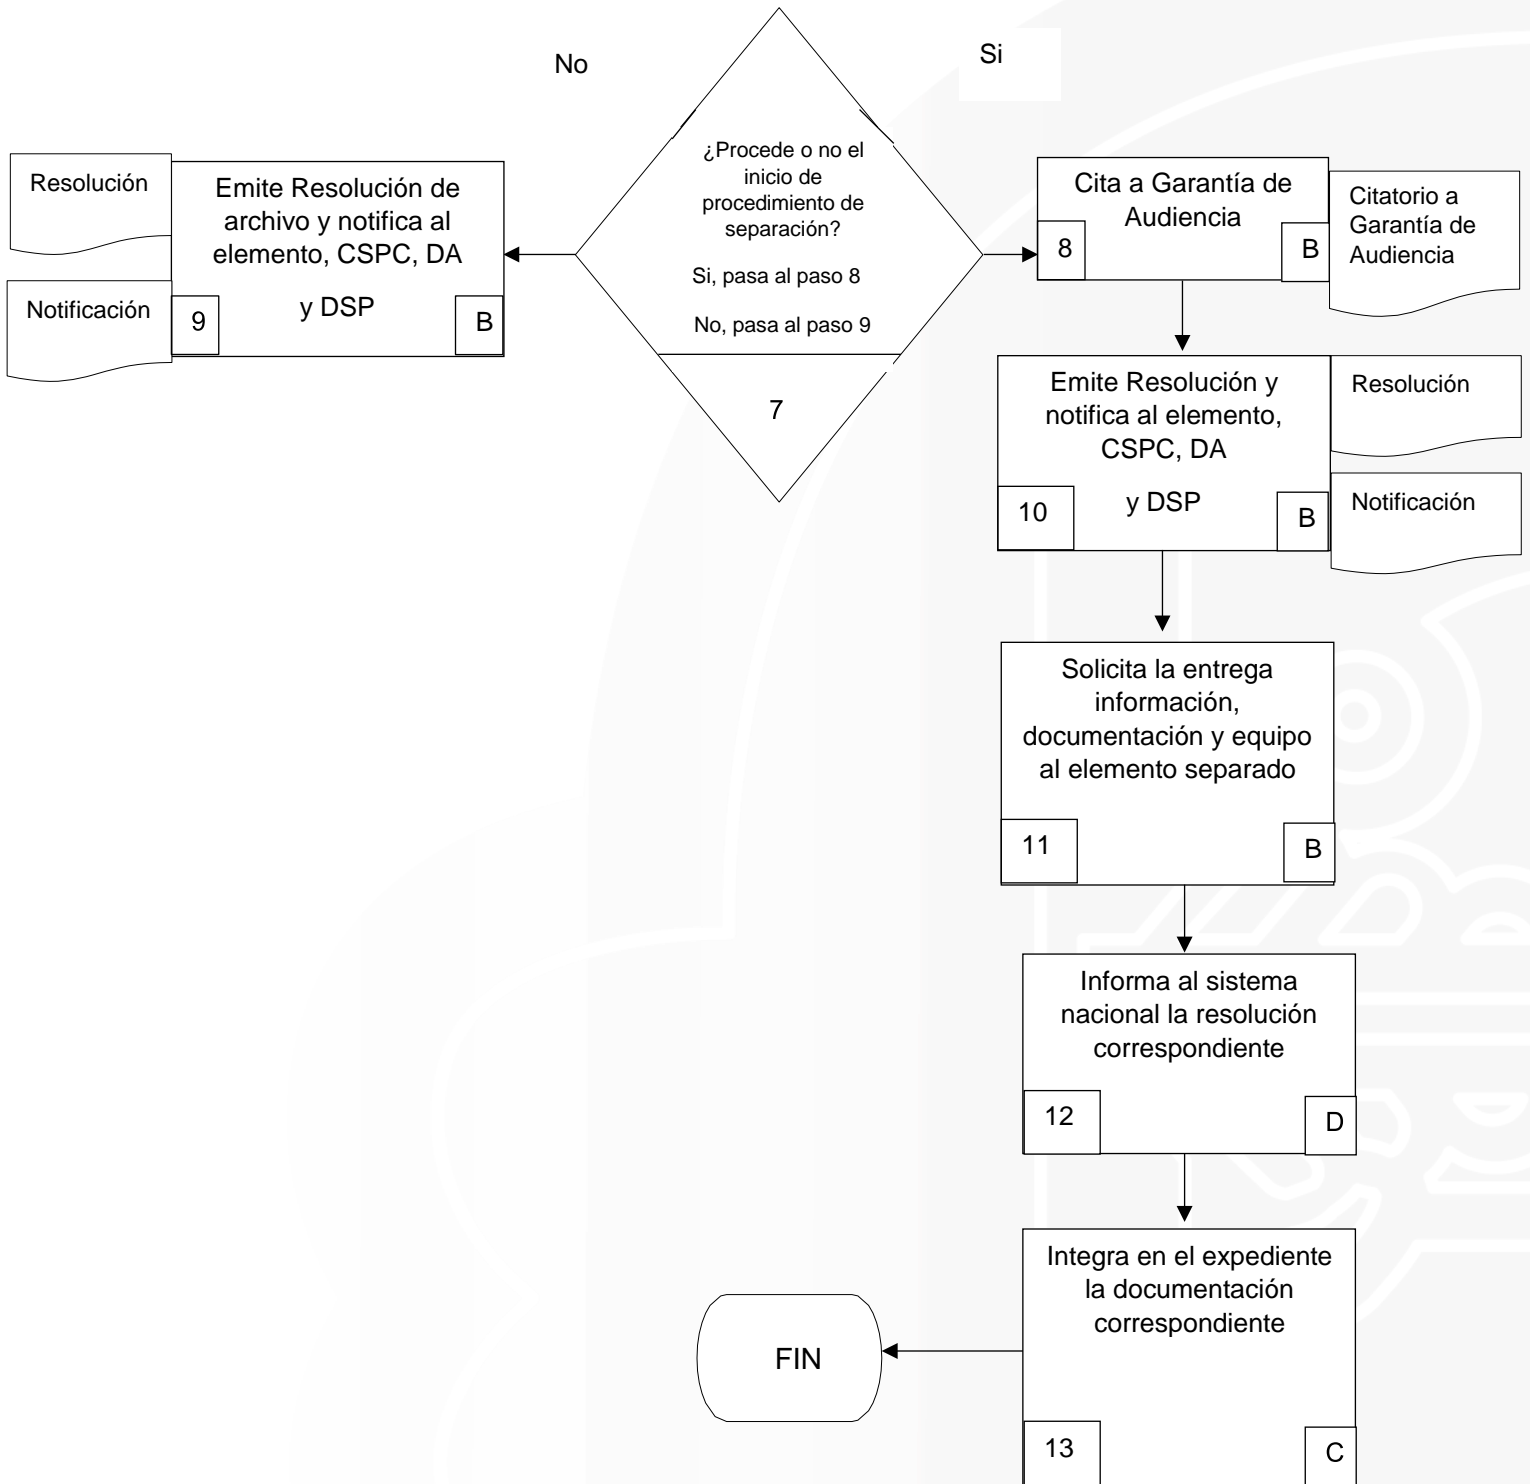 No
Si
¿Procede o no el
inicio de
procedimiento de
separación?
Si, pasa al paso 8
No, pasa al paso 9
7
Resolución
Notificación
Emite Resolución de
archivo y notifica al
elemento, CSPC, DA
y DSP
9
B
Cita a Garantía de
Audiencia
8
B
Citatorio a
Garantía de
Audiencia
Emite Resolución y
notifica al elemento,
CSPC, DA
y DSP
10
B
Resolución
Notificación
Solicita la entrega
información,
documentación y equipo
al elemento separado
11
B
Informa al sistema
nacional la resolución
correspondiente
12
D
Integra en el expediente
la documentación
correspondiente
13
C
FIN